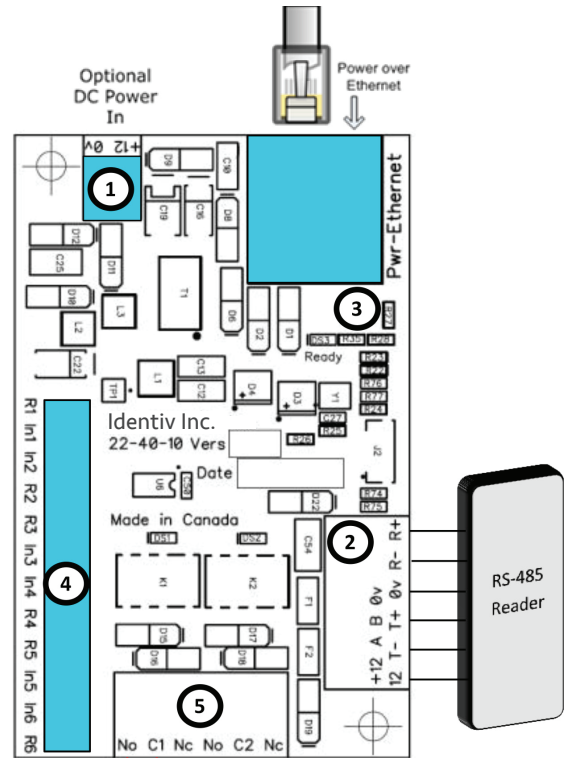 Optional
DC Power
In
Power over
Ethernet
+12 0v
1
D9
C10
C19
C16
D8
Pwr-Ethernet
D12
C25
D11
D10
L3
L2
T1
D6
D2
D1
3
R27
DS3
R35
R28
Ready
C22
TP1
L1
C13
C12
D4
D3
Y1
C27
R25
R26
R23
R22
R76
R77
R24
J2
Identiv Inc.
22-40-10 Vers
U6
C50
Date
D22
R74
R75
Made in Canada
DS1
DS2
K1
K2
C54
F1
F2
D15
D16
D17
D18
D19
2
R+
R-
0v
T+
B
A
T-
+12
12
RS-485
Reader
R1
In1
In2
R2
R3
In3
4
In4
R4
R5
In5
In6
R6
5
No C1 Nc No C2 Nc